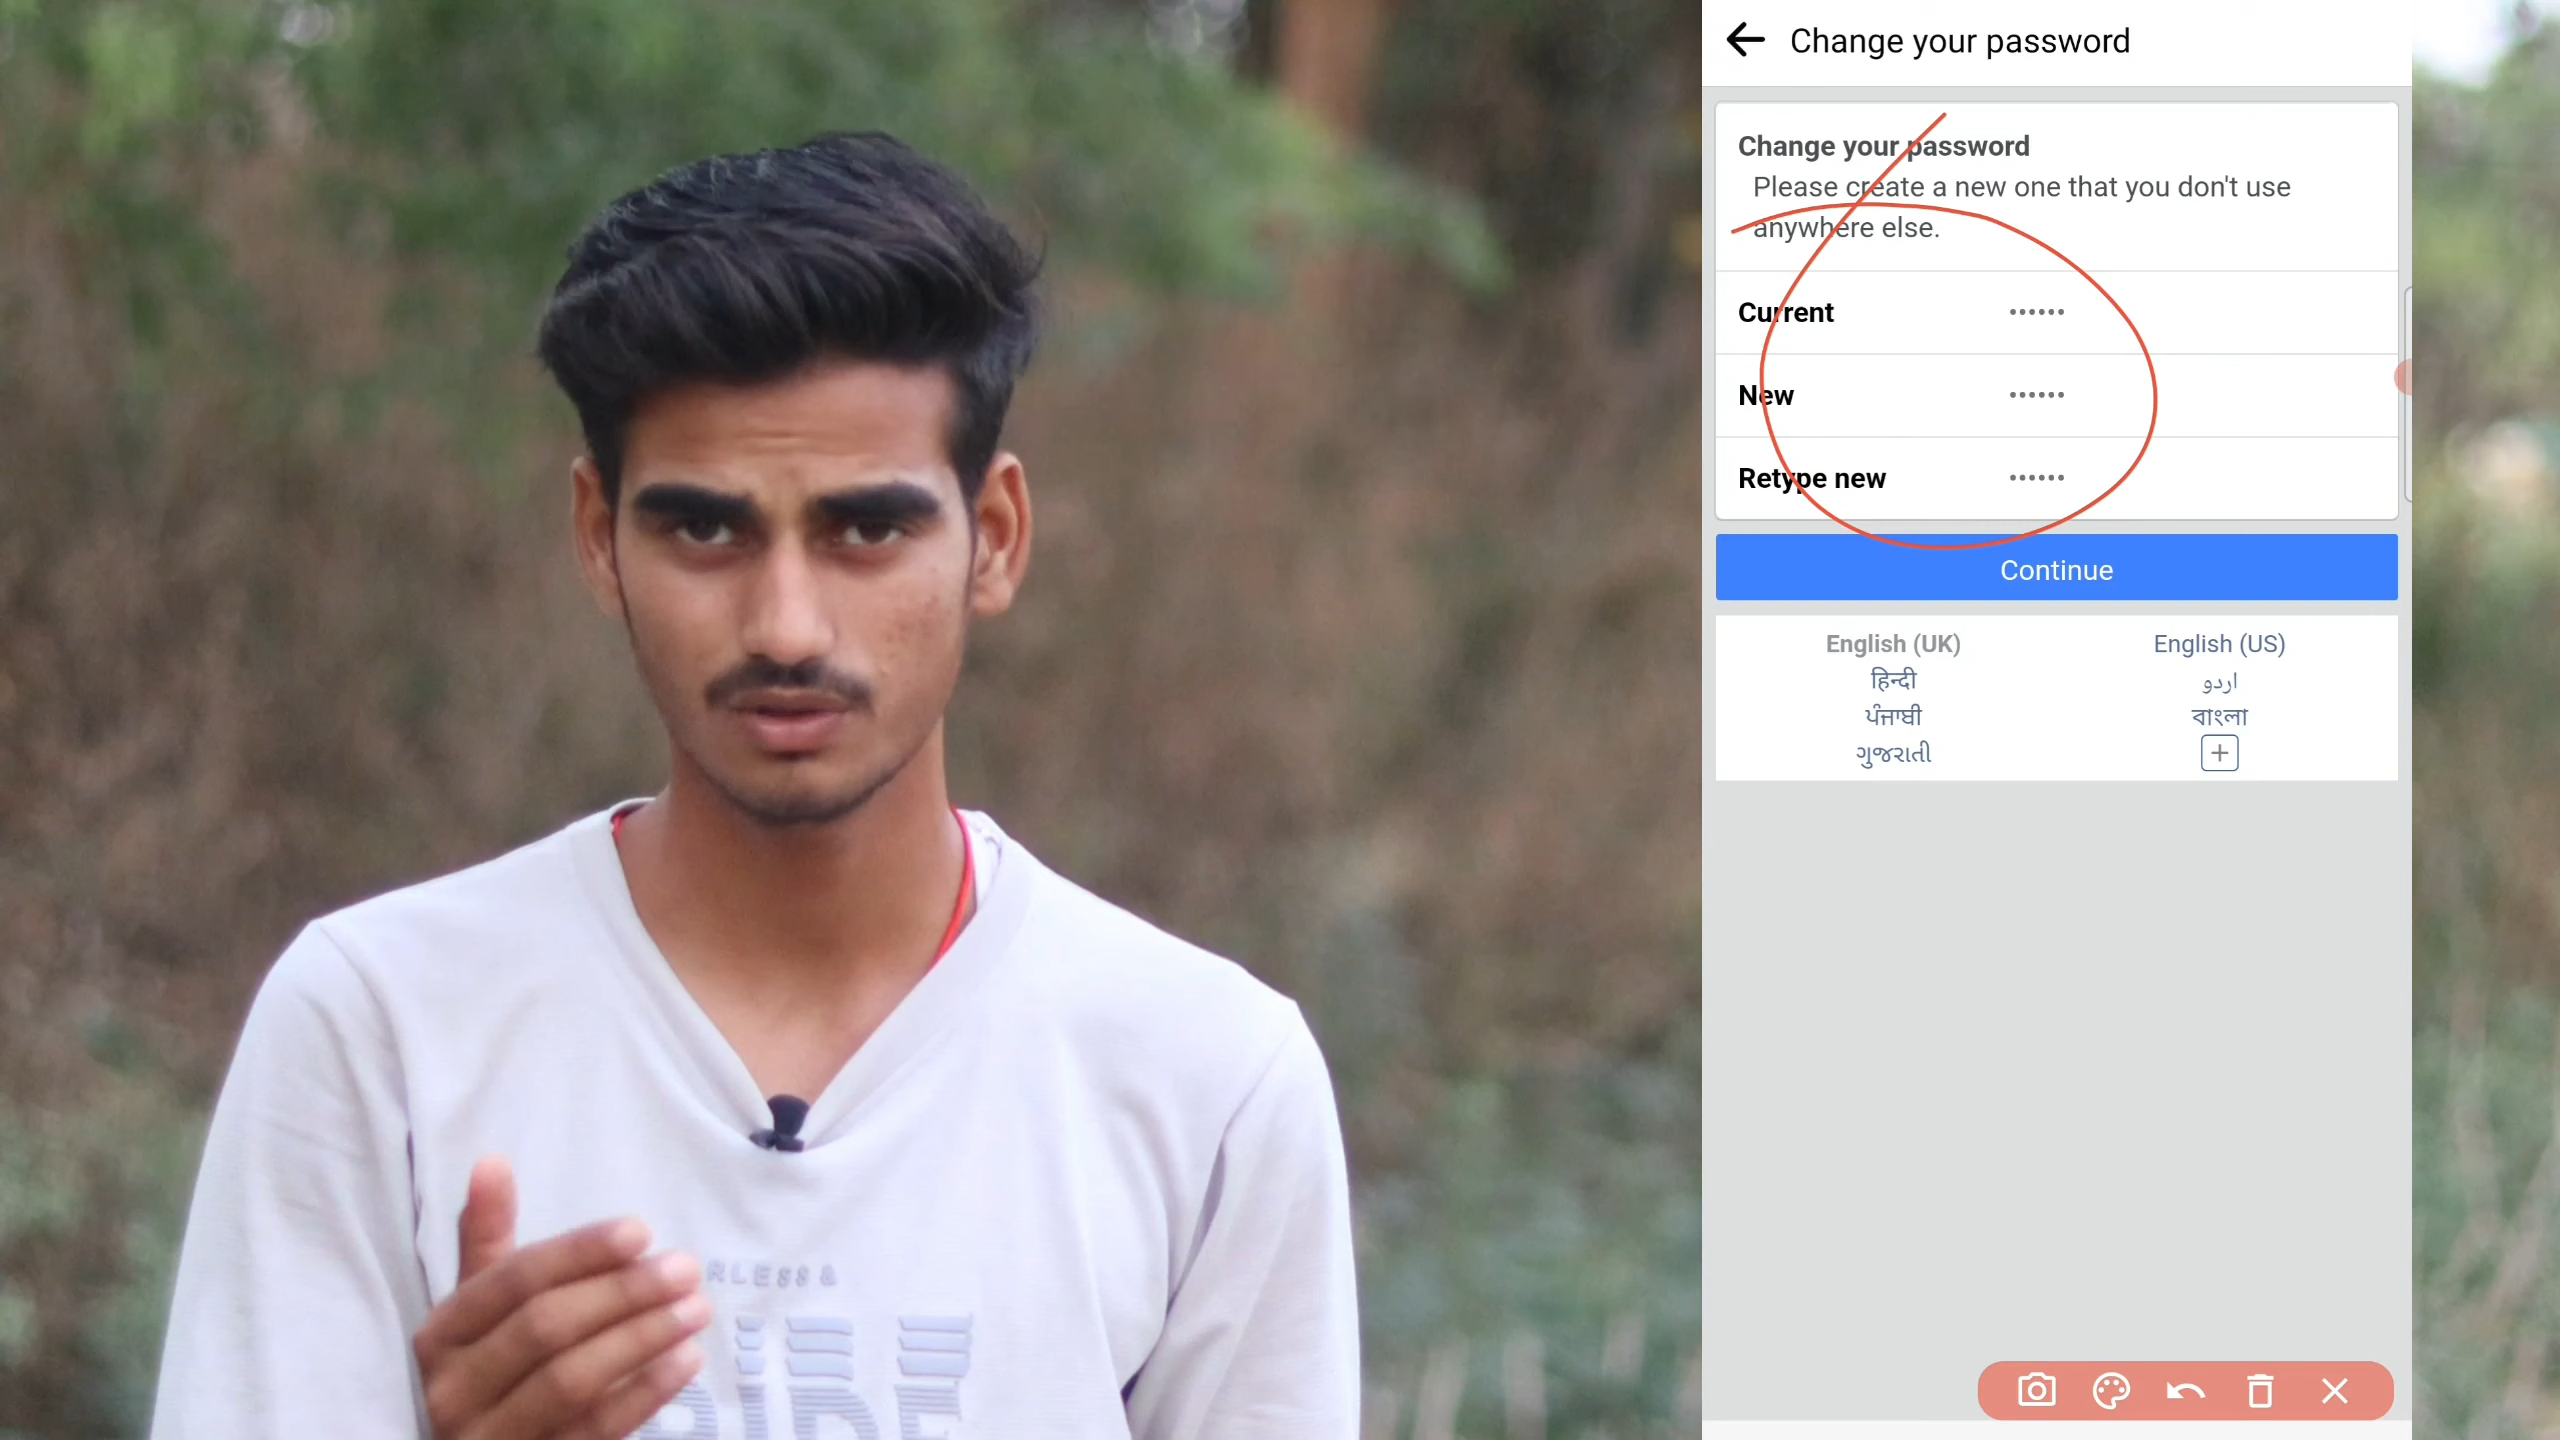 Change your password
Change your password
Please create a new one that you don't use
anywhere else.
Current ••••••
New ••••••
Retype new ••••••
Continue
English (UK) English (US)
हिन्दी اردو
ਪੰਜਾਬੀ বাংলা
ગુજરાતી +
RLESS &